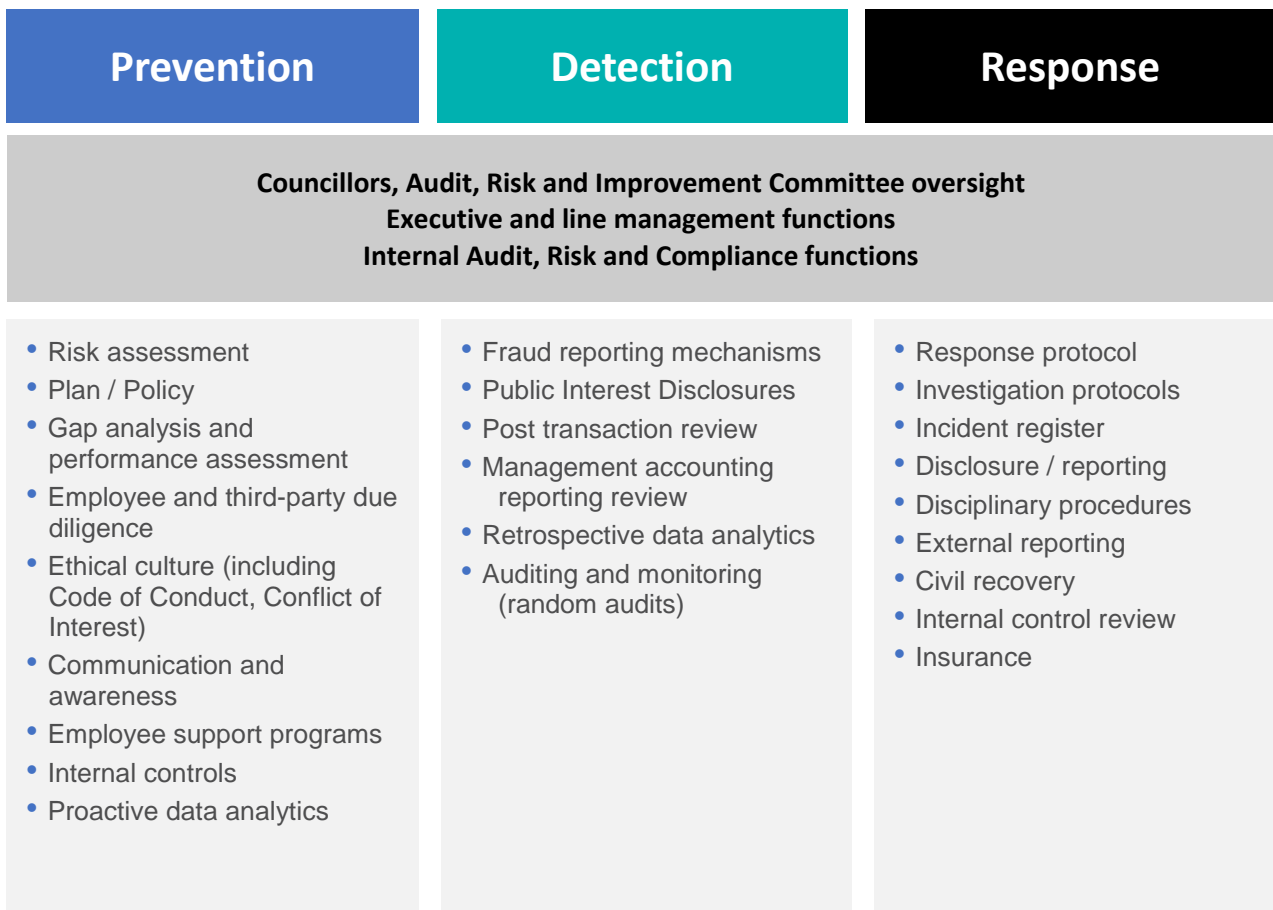 Prevention
Detection
Response
Councillors, Audit, Risk and Improvement Committee oversight
Executive and line management functions
Internal Audit, Risk and Compliance functions
• Risk assessment
• Plan / Policy
• Gap analysis and
performance assessment
• Employee and third-party due
diligence
• Ethical culture (including
Code of Conduct, Conflict of
Interest)
• Communication and
awareness
• Employee support programs
• Internal controls
• Proactive data analytics
• Fraud reporting mechanisms
• Public Interest Disclosures
• Post transaction review
• Management accounting
reporting review
• Retrospective data analytics
• Auditing and monitoring
(random audits)
• Response protocol
• Investigation protocols
• Incident register
• Disclosure / reporting
• Disciplinary procedures
• External reporting
• Civil recovery
• Internal control review
• Insurance